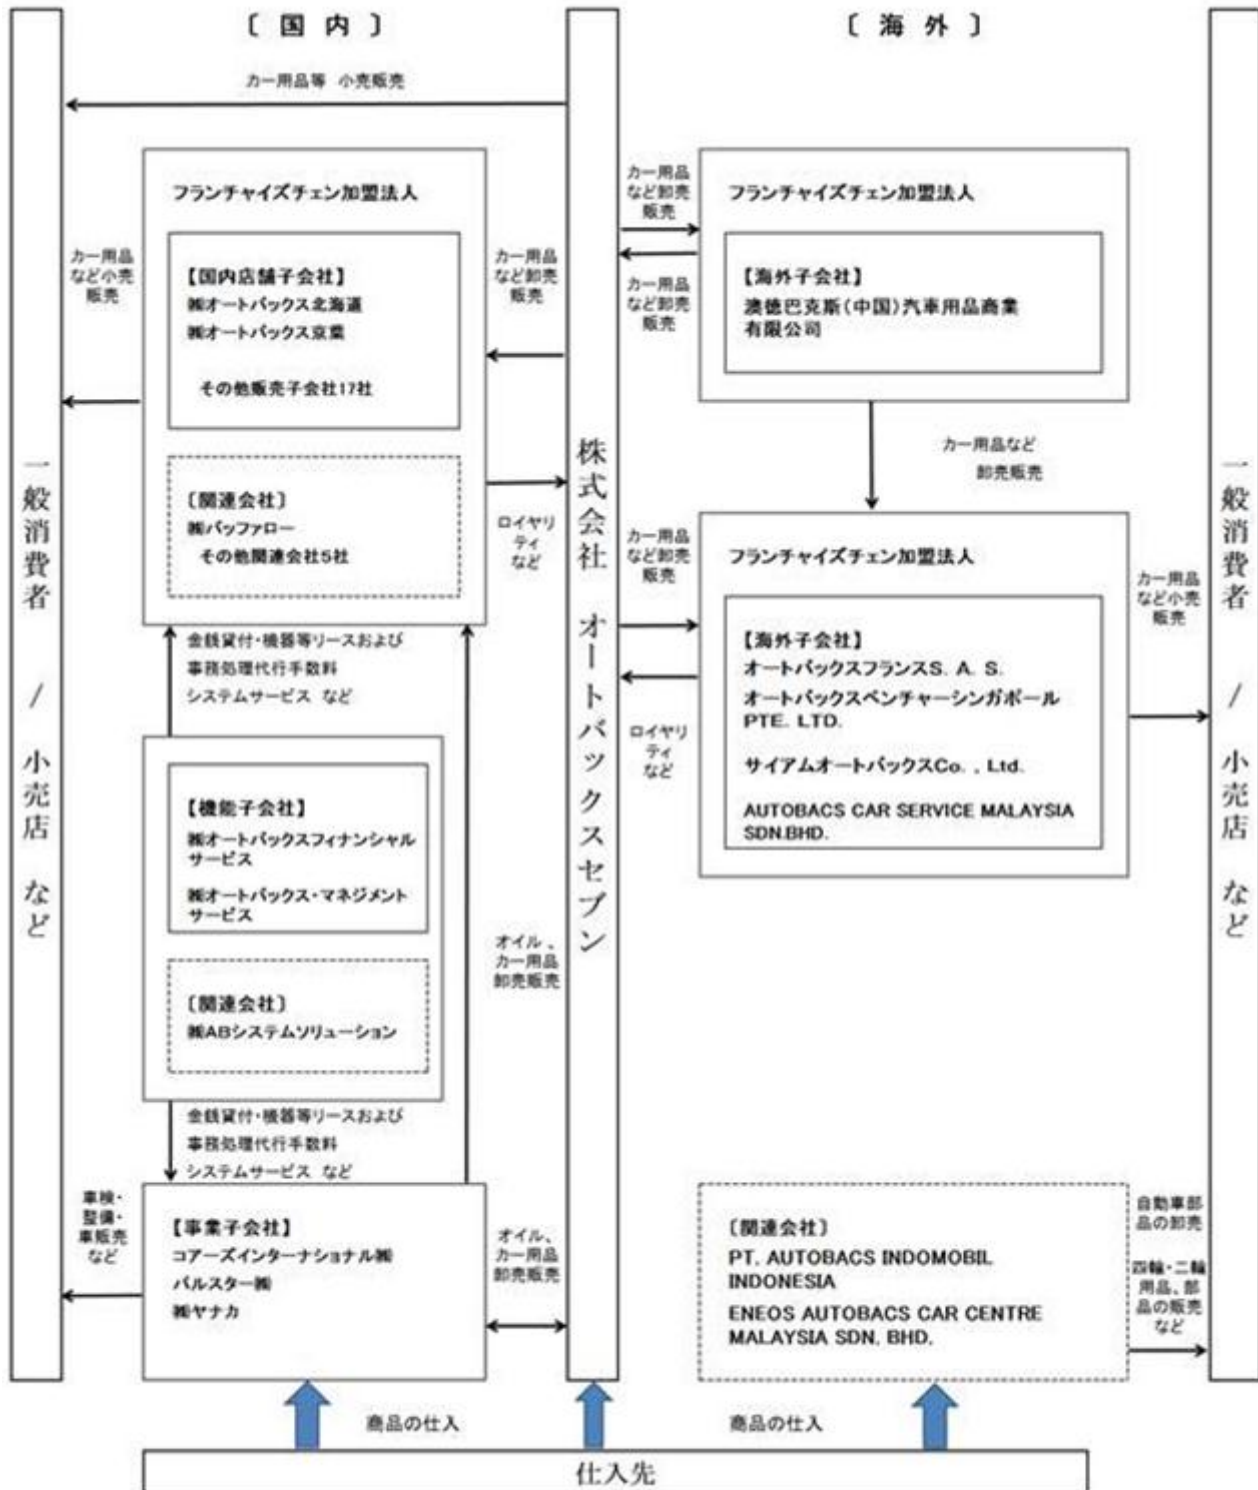 〔 国 内 〕
〔 海 外 〕
カー用品等 小売販売
フランチャイズチェン加盟法人
【国内店舗子会社】
㈱オートバックス北海道
㈱オートバックス京葉
その他販売子会社17社
〔関連会社〕
㈱バッファロー
その他関連会社5社
カー用品
など小売
販売
カー用品
など卸売
販売
ロイヤリ
ティ
など
金銭貸付・機器等リースおよび
事務処理代行手数料
システムサービス など
【機能子会社】
㈱オートバックスフィナンシャル
サービス
㈱オートバックス・マネジメント
サービス
〔関連会社〕
㈱ABシステムソリューション
オイル、
カー用品
卸売販売
金銭貸付・機器等リースおよび
事務処理代行手数料
システムサービス など
車検・
整備・
車販売
など
【事業子会社】
コアーズインターナショナル㈱
パルスター㈱
㈱ヤナカ
オイル、
カー用品
卸売販売
一般消費者 / 小売店 など
株式会社 オートバックスセブン
カー用品
など卸売
販売
カー用品
など卸売
販売
フランチャイズチェン加盟法人
【海外子会社】
澳徳巴克斯(中国)汽車用品商業
有限公司
カー用品など
卸売販売
カー用品
など卸売
販売
ロイヤリ
ティ
など
フランチャイズチェン加盟法人
【海外子会社】
オートバックスフランスS. A. S.
オートバックスベンチャーシンガポール
PTE. LTD.
サイアムオートバックスCo. , Ltd.
AUTOBACS CAR SERVICE MALAYSIA
SDN.BHD.
カー用品
など小売
販売
〔関連会社〕
PT. AUTOBACS INDOMOBIL
INDONESIA
ENEOS AUTOBACS CAR CENTRE
MALAYSIA SDN. BHD.
自動車部
品の卸売
四輪・二輪
用品、部
品の販売
など
一般消費者 / 小売店 など
商品の仕入
商品の仕入
仕入先